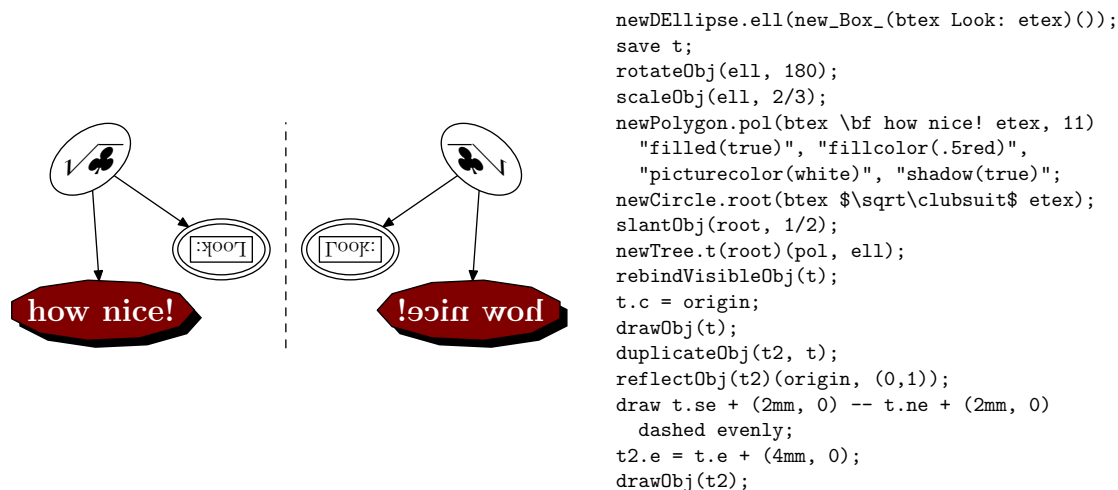 √♣
√♣
Look:
Look:
how nice!
how nice!
newDEllipse.ell(new_Box_(btex Look: etex)());
save t;
rotateObj(ell, 180);
scaleObj(ell, 2/3);
newPolygon.pol(btex \bf how nice! etex, 11)
  "filled(true)", "fillcolor(.5red)",
  "picturecolor(white)", "shadow(true)";
newCircle.root(btex $\sqrt\clubsuit$ etex);
slantObj(root, 1/2);
newTree.t(root)(pol, ell);
rebindVisibleObj(t);
t.c = origin;
drawObj(t);
duplicateObj(t2, t);
reflectObj(t2)(origin, (0,1));
draw t.se + (2mm, 0) -- t.ne + (2mm, 0)
  dashed evenly;
t2.e = t.e + (4mm, 0);
drawObj(t2);